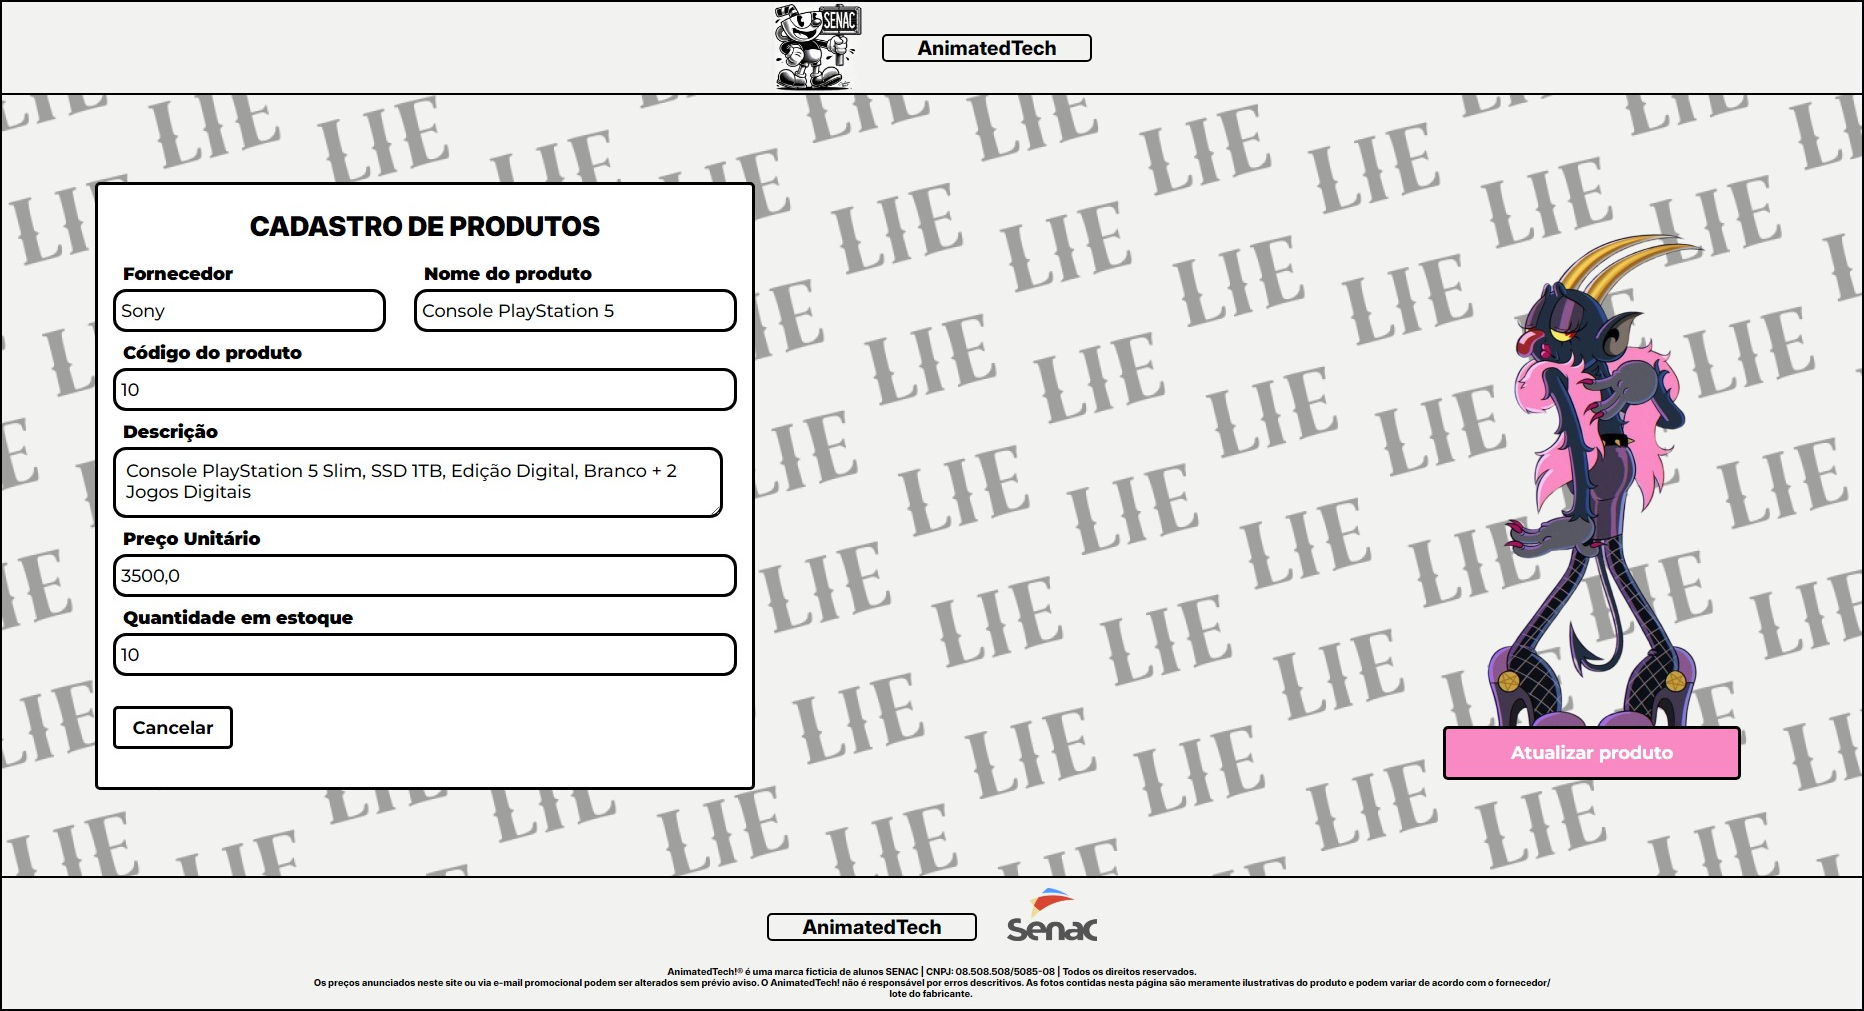 SENAC
AnimatedTech
CADASTRO DE PRODUTOS
Fornecedor
Nome do produto
Sony
Console PlayStation 5
Código do produto
10
Descrição
Console PlayStation 5 Slim, SSD 1TB, Edição Digital, Branco + 2
Jogos Digitais
Preço Unitário
3500,0
Quantidade em estoque
10
Cancelar
Atualizar produto
LIE
AnimatedTech
Senac
AnimatedTech!® é uma marca ficticia de alunos SENAC | CNPJ: 08.508.508/5085-08 | Todos os direitos reservados.
Os preços anunciados neste site ou via e-mail promocional podem ser alterados sem prévio aviso. O AnimatedTech! não é responsável por erros descritivos. As fotos contidas nesta página são meramente ilustrativas do produto e podem variar de acordo com o fornecedor/
lote do fabricante.